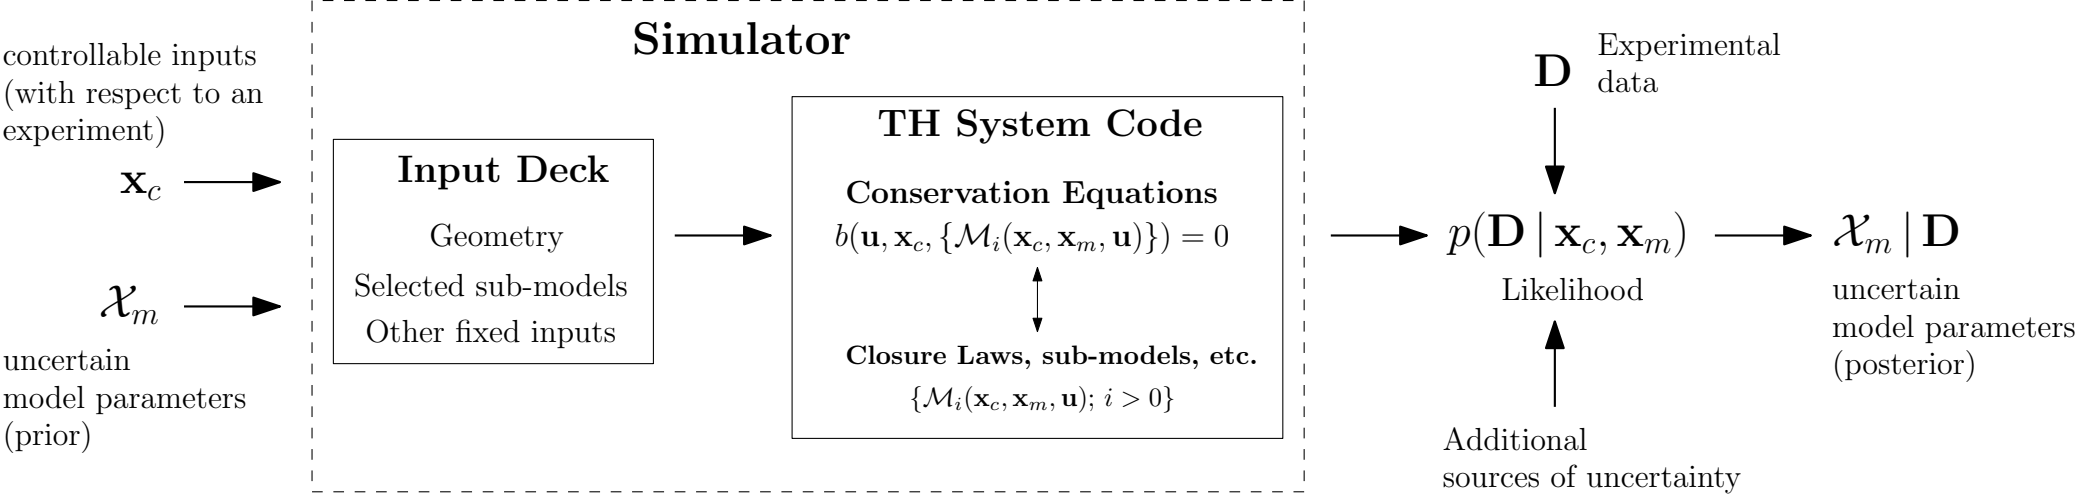 controllable inputs
(with respect to an
experiment)
𝐱_c
𝒳_m
uncertain
model parameters
(prior)
Simulator
Input Deck
Geometry
Selected sub-models
Other fixed inputs
TH System Code
Conservation Equations
b(𝐮, 𝐱_c, {ℳ_i(𝐱_c, 𝐱_m, 𝐮)}) = 0
Closure Laws, sub-models, etc.
{ℳ_i(𝐱_c, 𝐱_m, 𝐮); i > 0}
𝐃
Experimental
data
p(𝐃 | 𝐱_c, 𝐱_m)
Likelihood
Additional
sources of uncertainty
𝒳_m | 𝐃
uncertain
model parameters
(posterior)